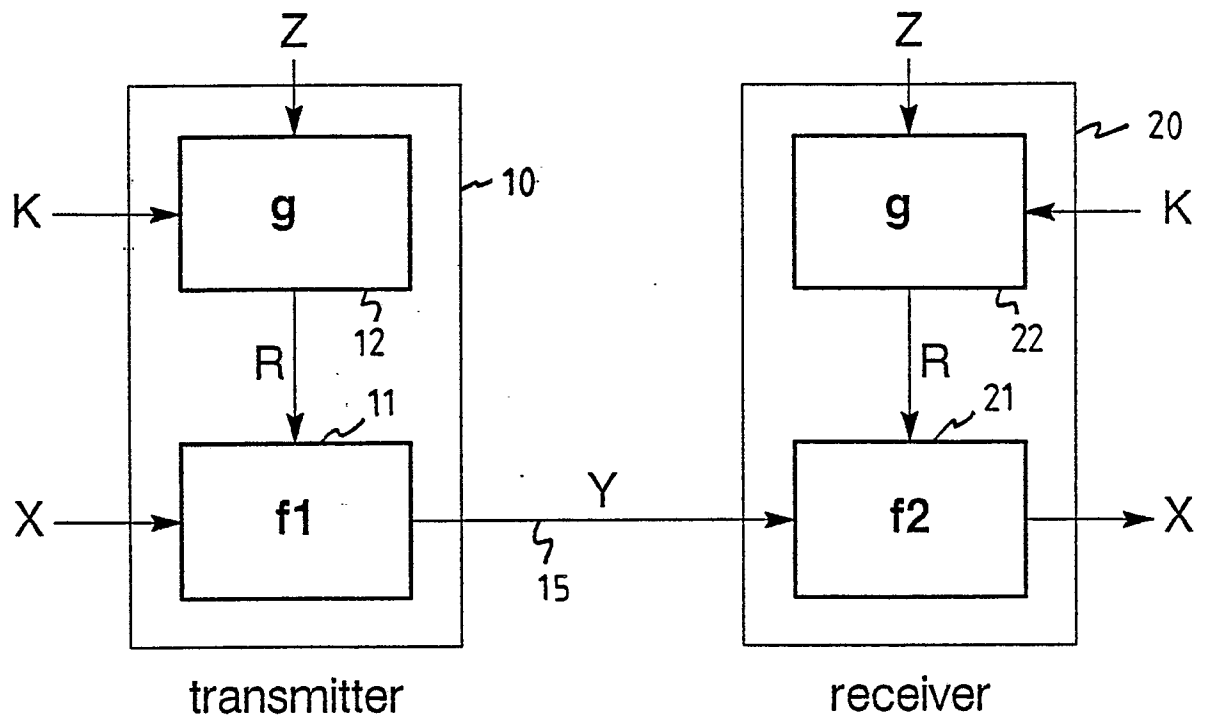 Z
Z
20
10
K
g
g
K
12
22
R
R
11
21
X
f1
Y
f2
X
15
transmitter
receiver